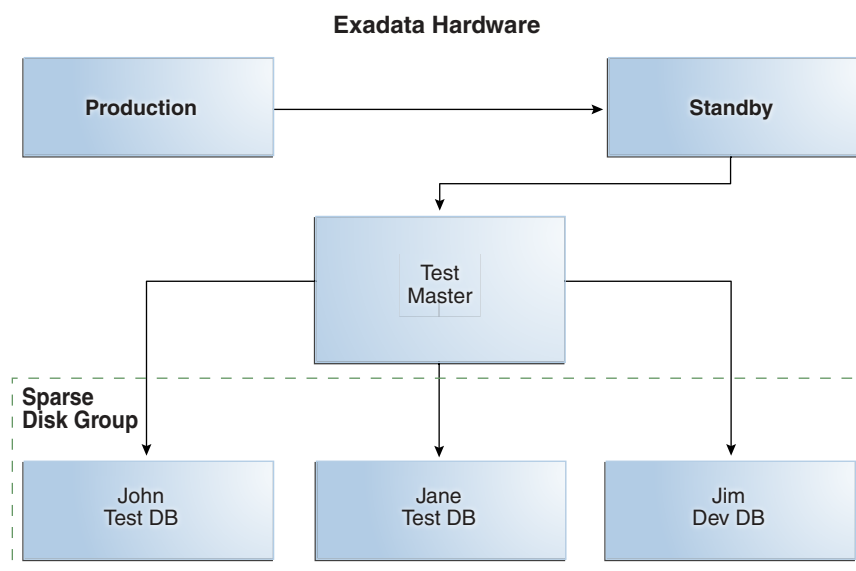 Exadata Hardware
Production
Standby
Test
Master
Sparse
Disk Group
John
Test DB
Jane
Test DB
Jim
Dev DB